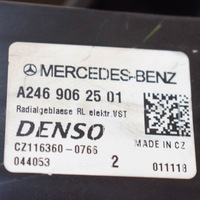 MERCEDES-BENZ
A246 906 25 01
Radialgeblaese RL elektr.VST
DENSO
MADE IN CZ
CZ116360-0766
044053 2 011118